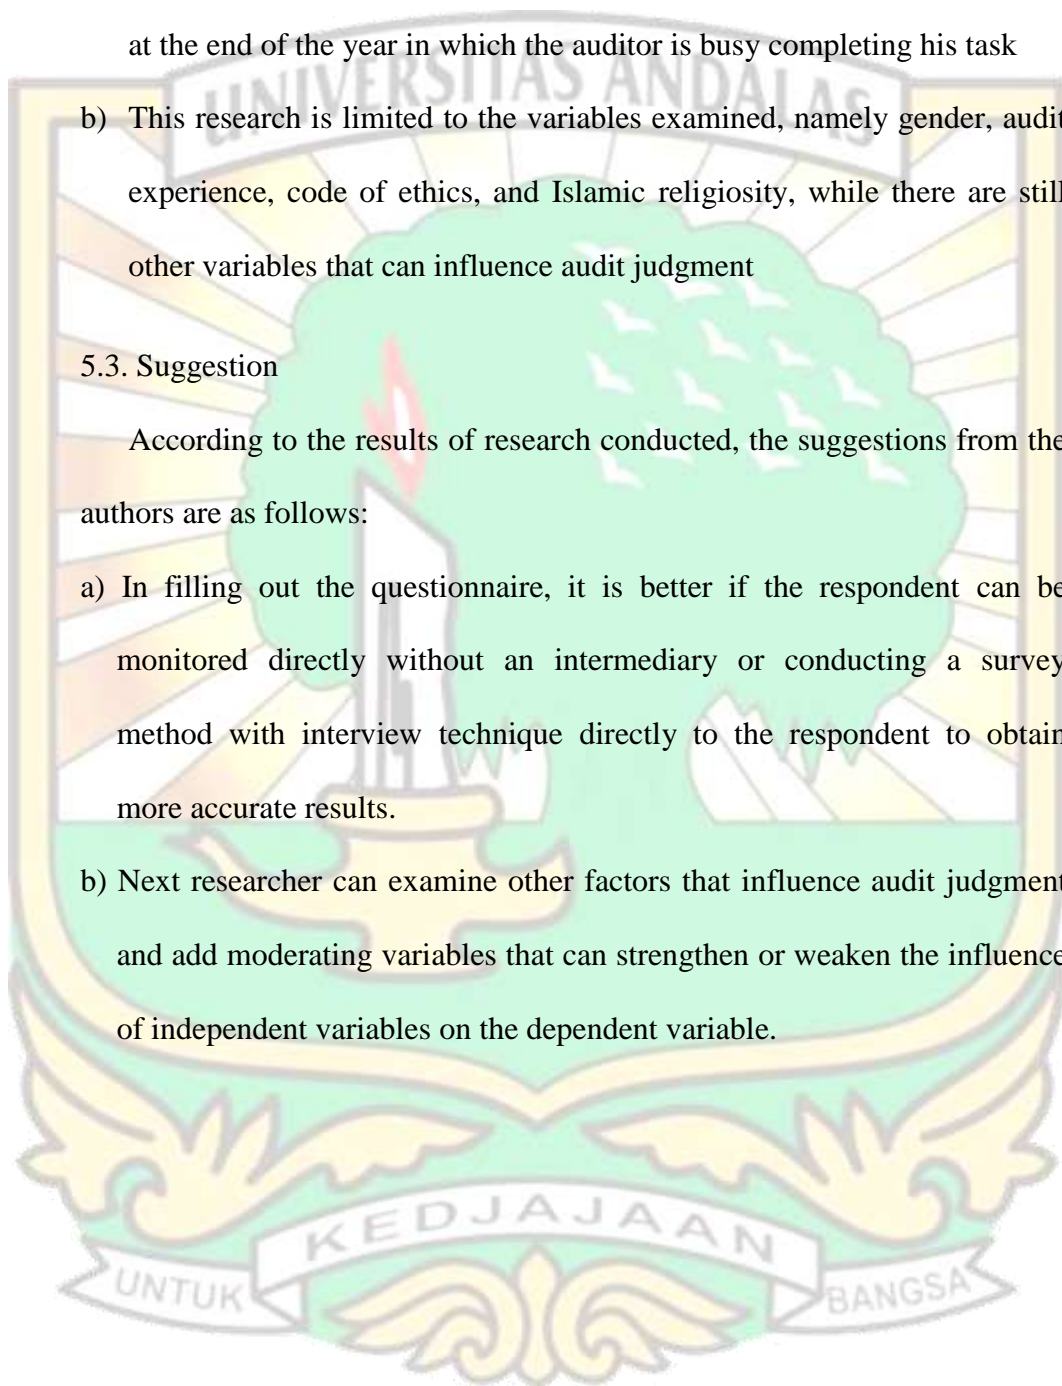 at the end of the year in which the auditor is busy completing his task
UNIVERSITAS ANDALAS
b) This research is limited to the variables examined, namely gender, audit
experience, code of ethics, and Islamic religiosity, while there are still
other variables that can influence audit judgment
5.3. Suggestion
According to the results of research conducted, the suggestions from the
authors are as follows:
a) In filling out the questionnaire, it is better if the respondent can be
monitored directly without an intermediary or conducting a survey
method with interview technique directly to the respondent to obtain
more accurate results.
b) Next researcher can examine other factors that influence audit judgment
and add moderating variables that can strengthen or weaken the influence
of independent variables on the dependent variable.
UNTUK KEDJAJAAN BANGSA